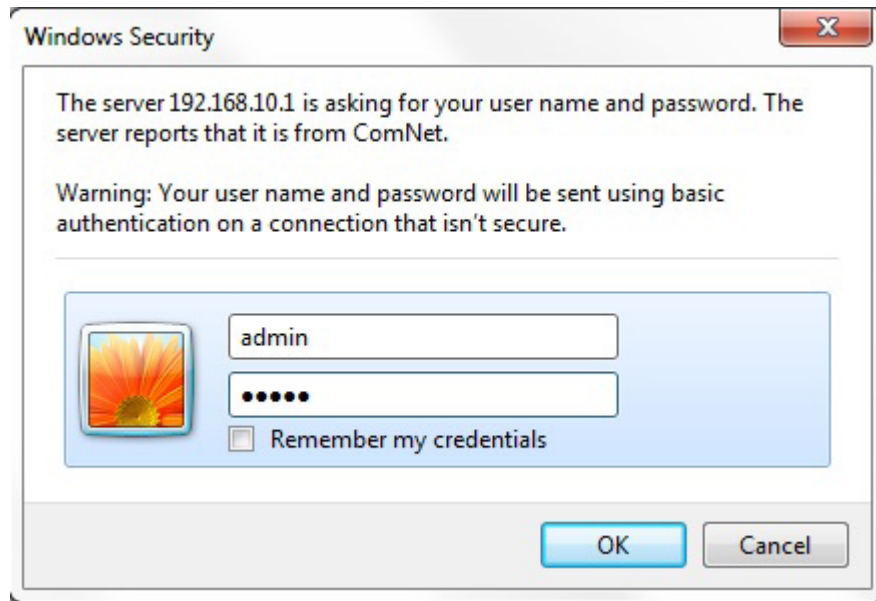 Windows Security
The server 192.168.10.1 is asking for your user name and password. The
server reports that it is from ComNet.
Warning: Your user name and password will be sent using basic
authentication on a connection that isn't secure.
admin
•••••
Remember my credentials
OK
Cancel